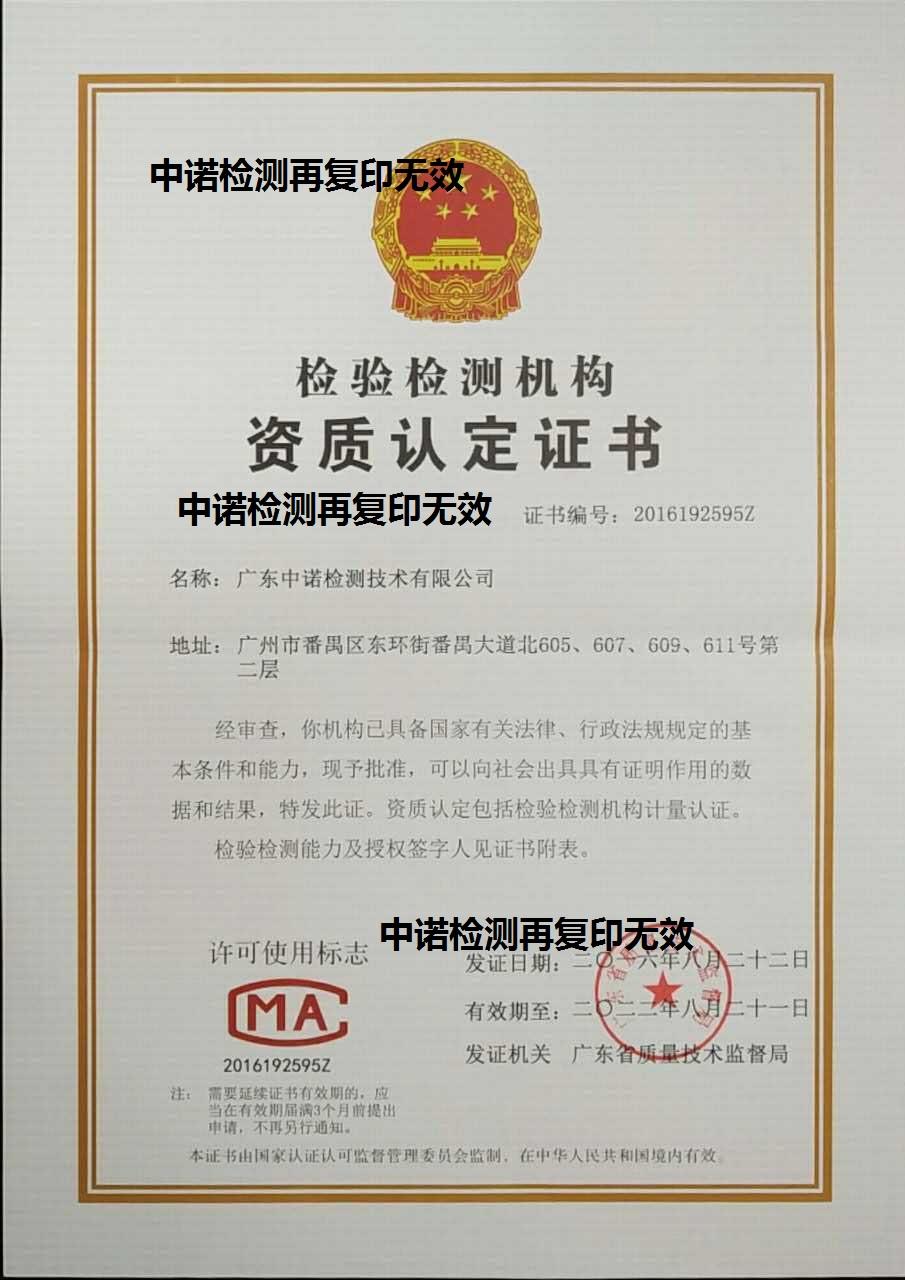 中诺检测再复印无效
检验检测机构
资质认定证书
中诺检测再复印无效
证书编号：2016192595Z
名称：广东中诺检测技术有限公司
地址：广州市番禺区东环街番禺大道北605、607、609、611号第
二层
经审查，你机构已具备国家有关法律、行政法规规定的基
本条件和能力，现予批准，可以向社会出具具有证明作用的数
据和结果，特发此证。资质认定包括检验检测机构计量认证。
检验检测能力及授权签字人见证书附表。
中诺检测再复印无效
许可使用标志
MA
2016192595Z
发证日期：二〇一六年八月二十二日
有效期至：二〇二二年八月二十一日
发证机关 广东省质量技术监督局
注：需要延续证书有效期的，应
当在有效期届满3个月前提出
申请，不再另行通知。
本证书由国家认证认可监督管理委员会监制，在中华人民共和国境内有效。